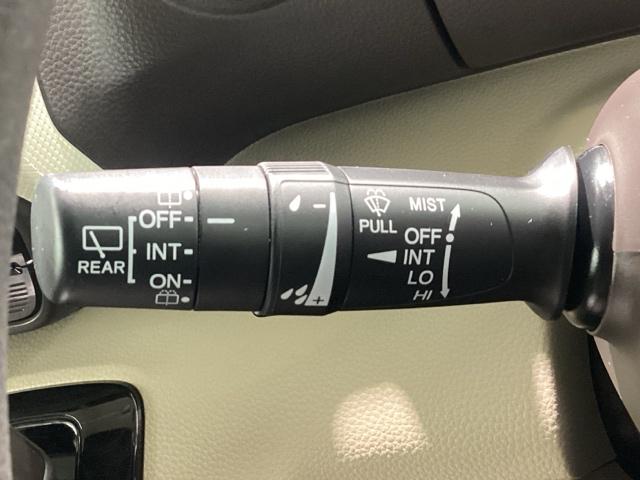 REAR
OFF
INT
ON
−
+
PULL
MIST
OFF
INT
LO
HI